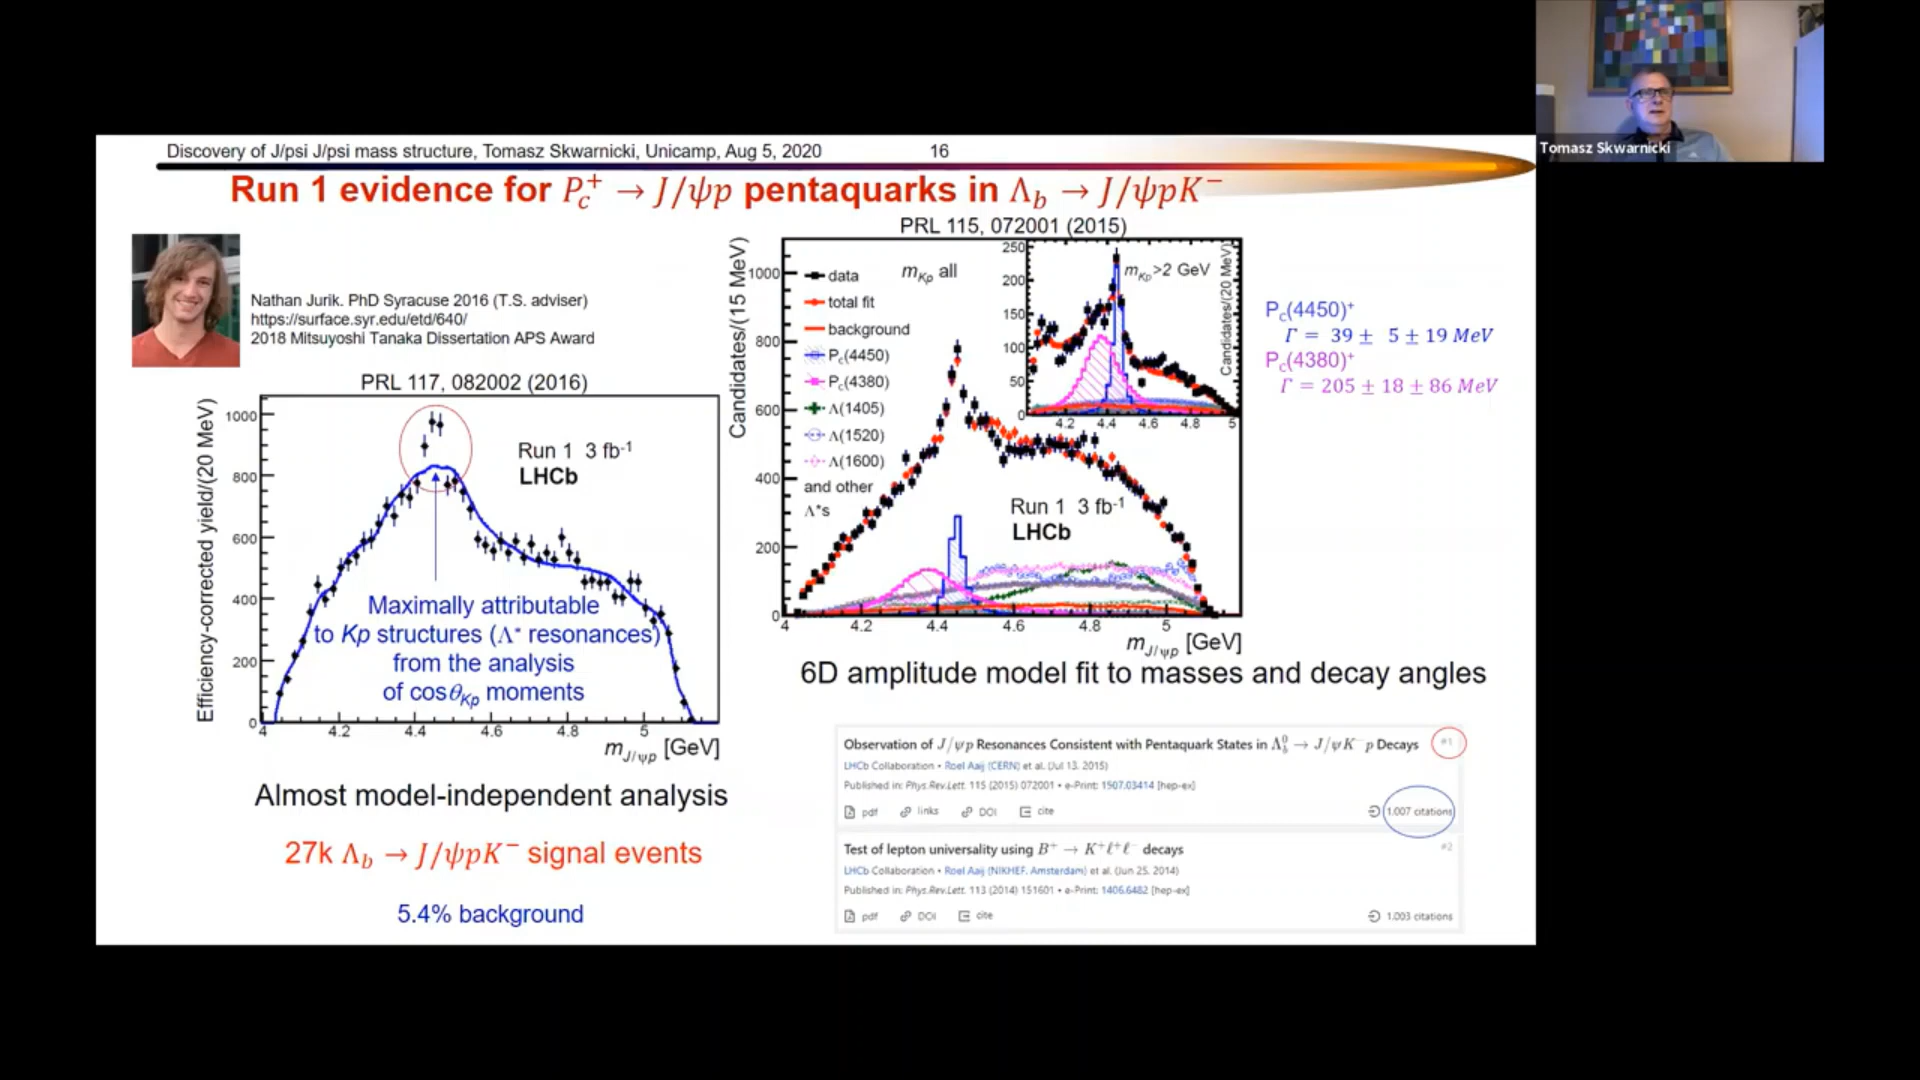 Tomasz Skwarnicki
Discovery of J/psi J/psi mass structure, Tomasz Skwarnicki, Unicamp, Aug 5, 2020 16
Run 1 evidence for P_c^+ → J/ψp pentaquarks in Λ_b → J/ψpK^−
Nathan Jurik. PhD Syracuse 2016 (T.S. adviser)
https://surface.syr.edu/etd/640/
2018 Mitsuyoshi Tanaka Dissertation APS Award
PRL 117, 082002 (2016)
Efficiency-corrected yield/(20 MeV)
1000
800
600
400
200
0
Run 1 3 fb^-1
LHCb
Maximally attributable
to Kp structures (Λ* resonances)
from the analysis
of cosθ_Kp moments
4 4.2 4.4 4.6 4.8 5
m_J/ψp [GeV]
Almost model-independent analysis
27k Λ_b → J/ψpK^− signal events
5.4% background
PRL 115, 072001 (2015)
Candidates/(15 MeV)
1000
800
600
400
200
0
data
total fit
background
P_c(4450)
P_c(4380)
Λ(1405)
Λ(1520)
Λ(1600)
and other
Λ*s
m_Kp all
250
200
150
100
50
0
m_Kp>2 GeV
Candidates/(20 MeV)
4.2 4.4 4.6 4.8 5
Run 1 3 fb^-1
LHCb
4 4.2 4.4 4.6 4.8 5
m_J/ψp [GeV]
P_c(4450)^+
Γ = 39 ± 5 ± 19 MeV
P_c(4380)^+
Γ = 205 ± 18 ± 86 MeV
6D amplitude model fit to masses and decay angles
Observation of J/ψp Resonances Consistent with Pentaquark States in Λ_b^0 → J/ψK^−p Decays #1
LHCb Collaboration • Roel Aaij (CERN) et al. (Jul 13, 2015)
Published in: Phys.Rev.Lett. 115 (2015) 072001 • e-Print: 1507.03414 [hep-ex]
pdf links DOI cite 1,007 citations
Test of lepton universality using B^+ → K^+ℓ^+ℓ^− decays #2
LHCb Collaboration • Roel Aaij (NIKHEF, Amsterdam) et al. (Jun 25, 2014)
Published in: Phys.Rev.Lett. 113 (2014) 151601 • e-Print: 1406.6482 [hep-ex]
pdf DOI cite 1,003 citations